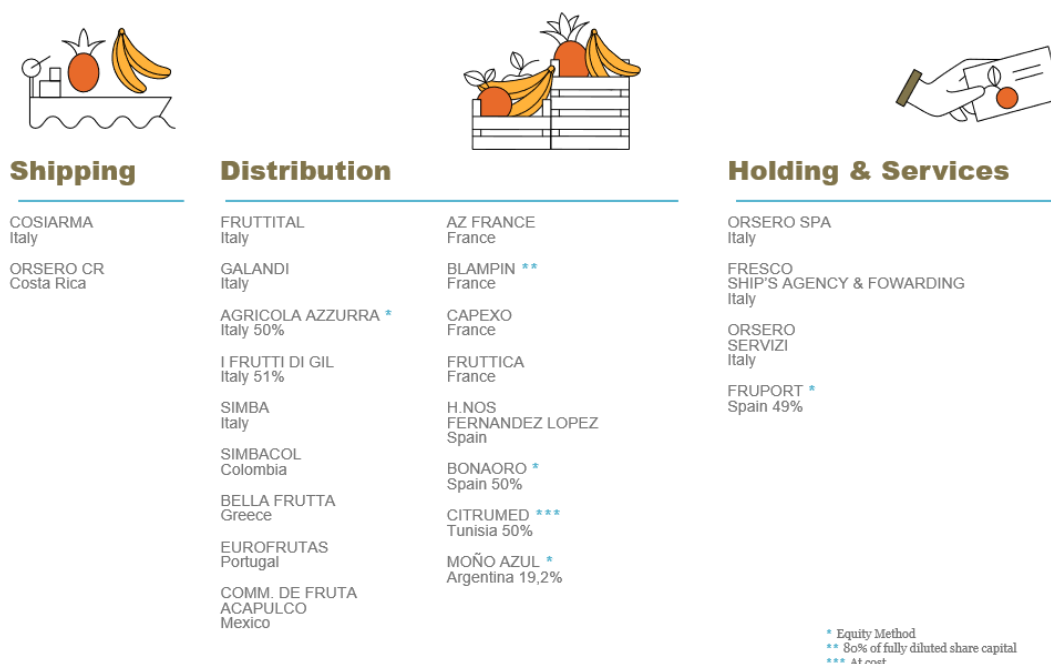 Shipping
COSIARMA
Italy
ORSERO CR
Costa Rica
Distribution
FRUTTITAL
Italy
GALANDI
Italy
AGRICOLA AZZURRA *
Italy 50%
I FRUTTI DI GIL
Italy 51%
SIMBA
Italy
SIMBACOL
Colombia
BELLA FRUTTA
Greece
EUROFRUTAS
Portugal
COMM. DE FRUTA
ACAPULCO
Mexico
AZ FRANCE
France
BLAMPIN **
France
CAPEXO
France
FRUTTICA
France
H.NOS
FERNANDEZ LOPEZ
Spain
BONAORO *
Spain 50%
CITRUMED ***
Tunisia 50%
MOÑO AZUL *
Argentina 19,2%
Holding & Services
ORSERO SPA
Italy
FRESCO
SHIP'S AGENCY & FOWARDING
Italy
ORSERO
SERVIZI
Italy
FRUPORT *
Spain 49%
* Equity Method
** 80% of fully diluted share capital
*** At cost